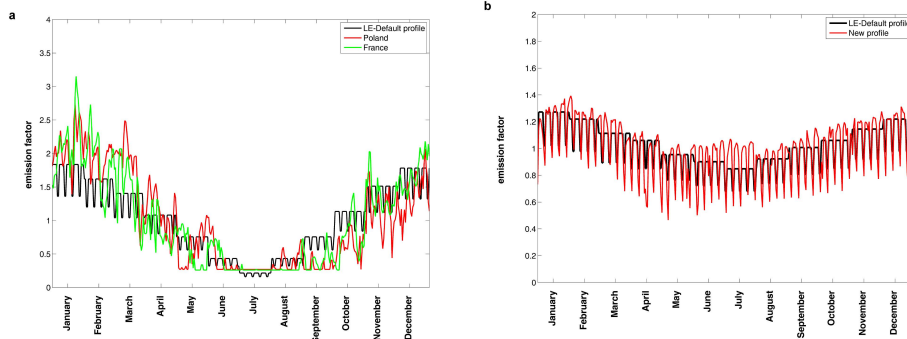 a
LE-Default profile
Poland
France
4
3.5
3
2.5
2
1.5
1
0.5
0
emission factor
January
February
March
April
May
June
July
August
September
October
November
December
b
LE-Default profile
New profile
2
1.8
1.6
1.4
1.2
1
0.8
0.6
0.4
0.2
0
emission factor
January
February
March
April
May
June
July
August
September
October
November
December